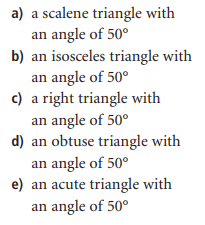 a) a scalene triangle with
an angle of 50°
b) an isosceles triangle with
an angle of 50°
c) a right triangle with
an angle of 50°
d) an obtuse triangle with
an angle of 50°
e) an acute triangle with
an angle of 50°